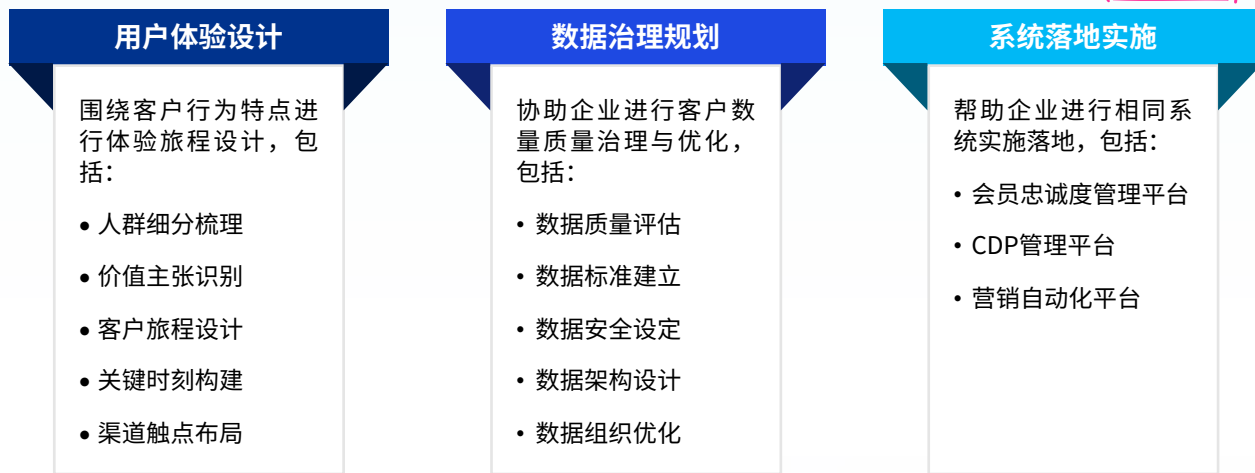 用户体验设计
围绕客户行为特点进
行体验旅程设计，包
括：
• 人群细分梳理
• 价值主张识别
• 客户旅程设计
• 关键时刻构建
• 渠道触点布局
数据治理规划
协助企业进行客户数
量质量治理与优化，
包括：
• 数据质量评估
• 数据标准建立
• 数据安全设定
• 数据架构设计
• 数据组织优化
系统落地实施
帮助企业进行相同系
统实施落地，包括：
• 会员忠诚度管理平台
• CDP管理平台
• 营销自动化平台